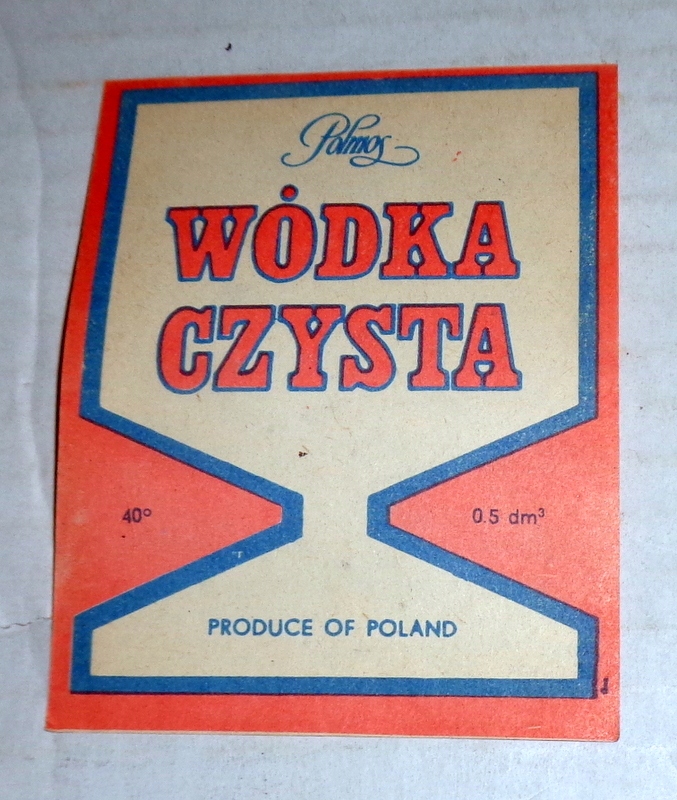 Polmos
WÓDKA
CZYSTA
40°
0.5 dm³
PRODUCE OF POLAND